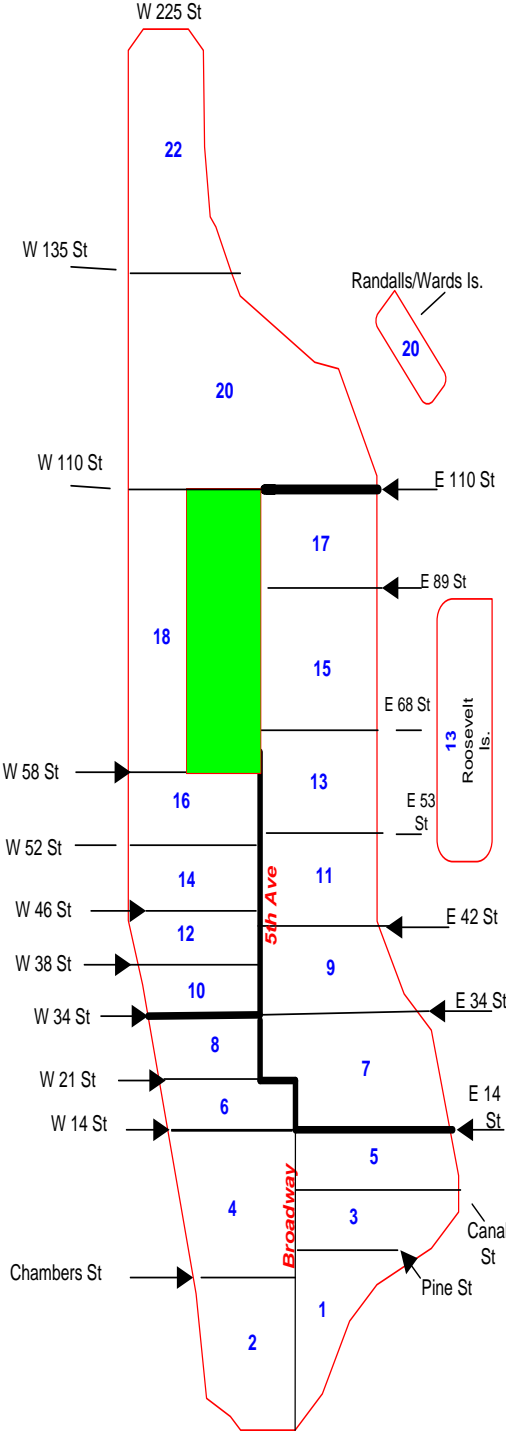 W 225 St
22
W 135 St
Randalls/Wards Is.
20
20
W 110 St
E 110 St
17
E 89 St
18
15
E 68 St
13
Roosevelt
Is.
W 58 St
16
13
E 53
St
W 52 St
14
11
5th Ave
W 46 St
E 42 St
12
W 38 St
9
10
E 34 St
W 34 St
8
7
W 21 St
E 14
St
6
W 14 St
5
Broadway
4
3
Canal
St
Chambers St
Pine St
1
2